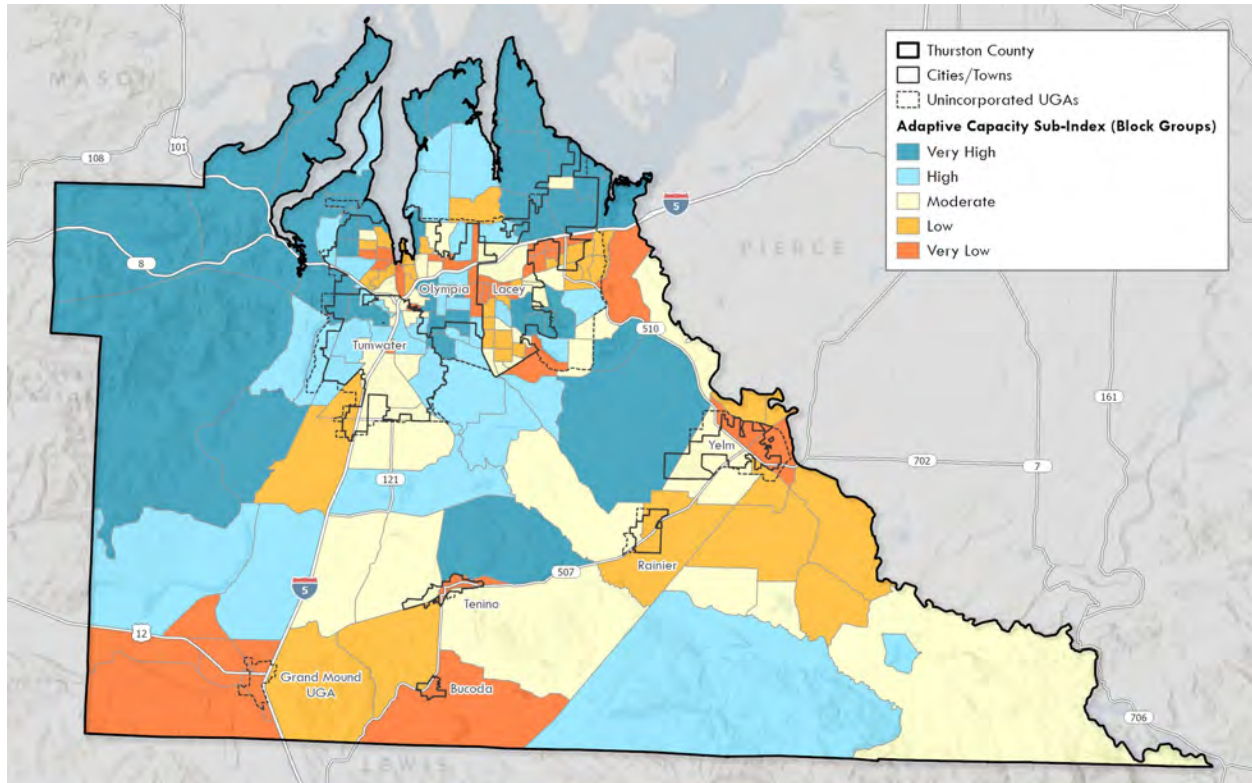 Thurston County
Cities/Towns
Unincorporated UGAs
Adaptive Capacity Sub-Index (Block Groups)
Very High
High
Moderate
Low
Very Low
MASON
108
101
5
8
PIERCE
Olympia
Lacey
510
Tumwater
161
Yelm
702
7
121
Rainier
507
5
Tenino
12
Grand Mound
UGA
Bucoda
706
LEWIS